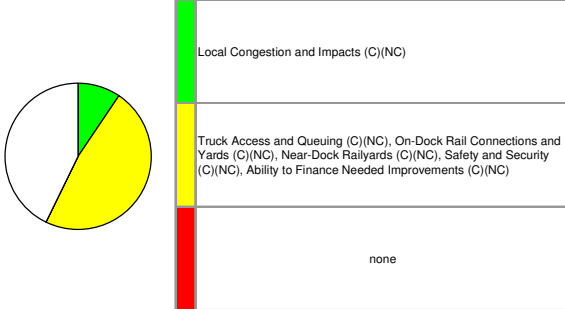 Local Congestion and Impacts (C)(NC)
Truck Access and Queuing (C)(NC), On-Dock Rail Connections and
Yards (C)(NC), Near-Dock Railyards (C)(NC), Safety and Security
(C)(NC), Ability to Finance Needed Improvements (C)(NC)
none